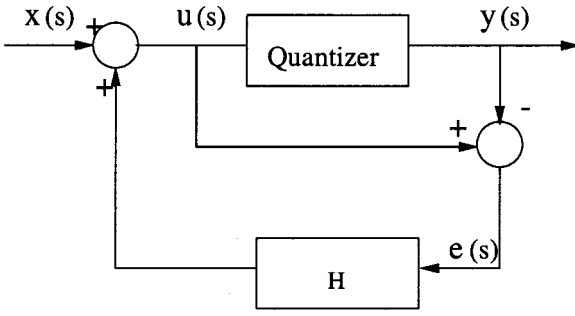 x(s)
+
u(s)
Quantizer
y(s)
+
+
-
e(s)
H